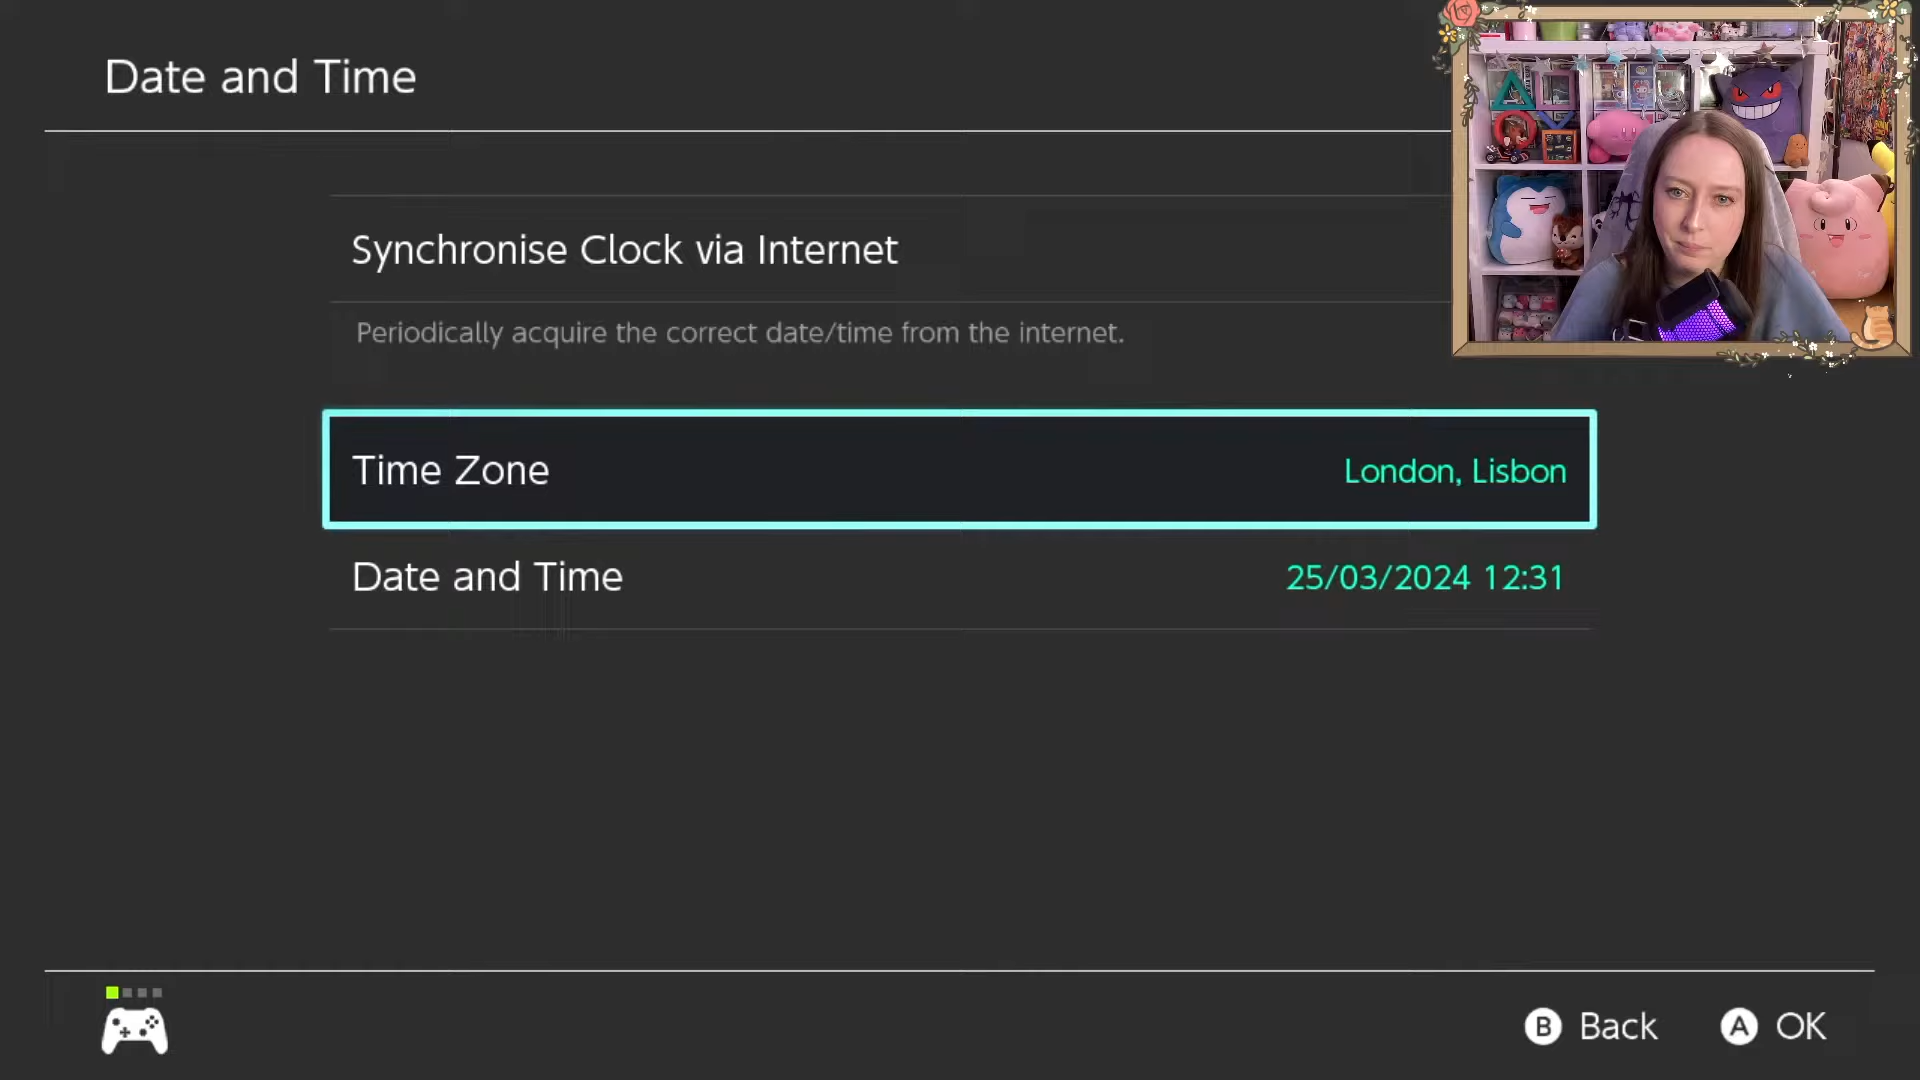 Date and Time
Synchronise Clock via Internet
Periodically acquire the correct date/time from the internet.
Time Zone
London, Lisbon
Date and Time
25/03/2024 12:31
B Back
A OK